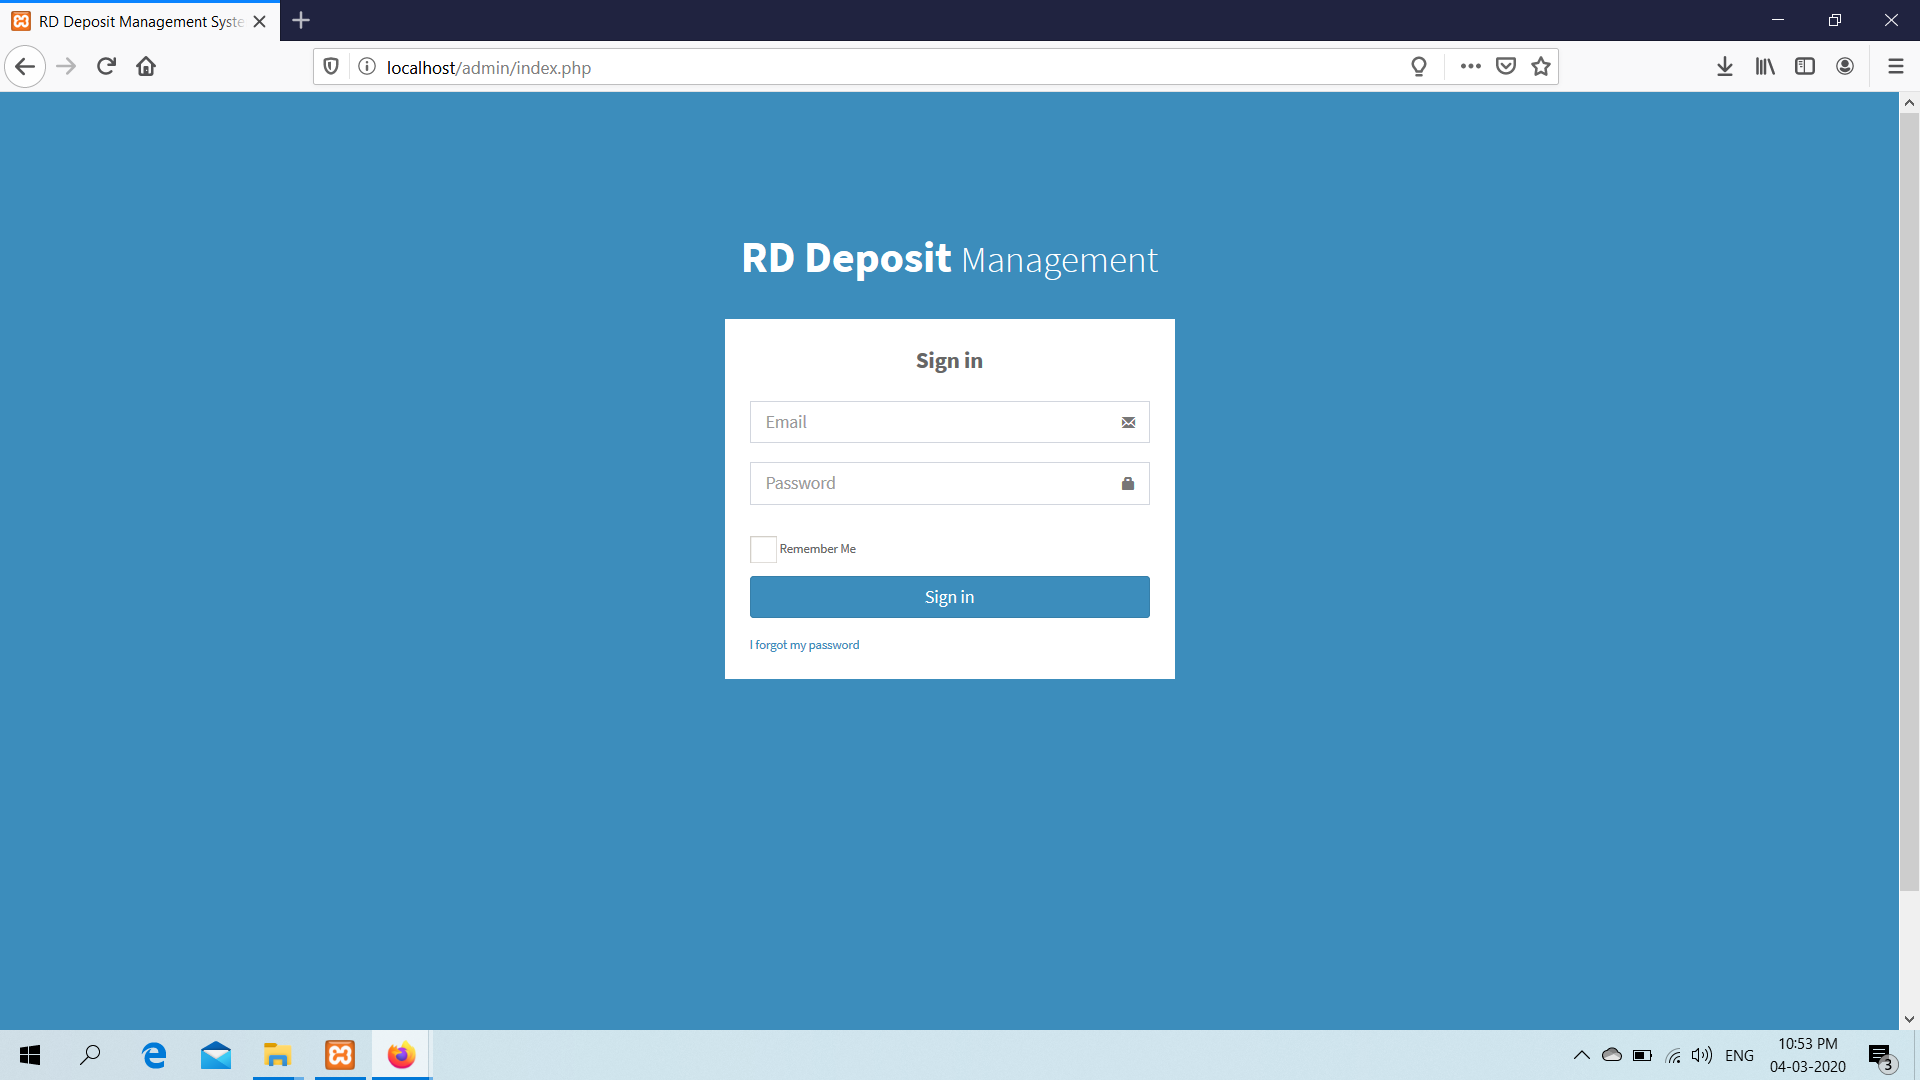 RD Deposit Management Syste
localhost/admin/index.php
RD Deposit Management
Sign in
Email
Password
Remember Me
Sign in
I forgot my password
ENG
10:53 PM
04-03-2020
3